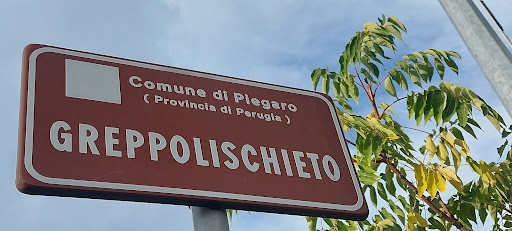 Comune di Piegaro
( Provincia di Perugia )
GREPPOLISCHIETO